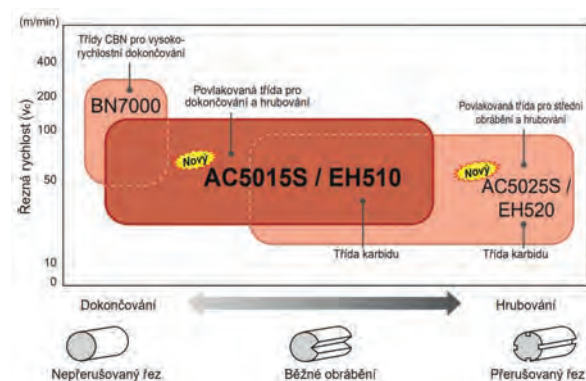 (m/min)
Řezná rychlost (vc)
400
200
100
50
10
0
Třídy CBN pro vysoko-
rychlostní dokončování
BN7000
Povlakovaná třída pro
dokončování a hrubování
Nový
AC5015S / EH510
Třída karbidu
Povlakovaná třída pro střední
obrábění a hrubování
Nový
AC5025S /
EH520
Třída karbidu
Dokončování
Hrubování
Nepřerušovaný řez
Běžné obrábění
Přerušovaný řez